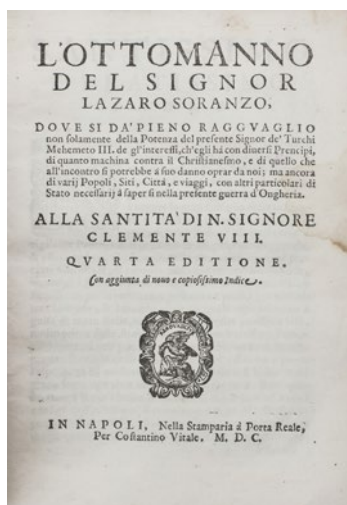 L'OTTOMANNO
DEL SIGNOR
LAZARO SORANZO,
DOVE SI DA' PIENO RAGGVAGLIO
non solamente della Potenza del presente Signor de' Turchi
Mehemeto III. de gl'interessi, ch'egli há con diuersi Prencipi,
di quanto machina contra il Christianesmo, e di quello che
all'incontro si potrebbe á suo danno oprar da noi; ma ancora
di varij Popoli, Siti, Cittá, e viaggi, con altri particolari di
Stato necessarij á saper si nella presente guerra d'Ongheria.
ALLA SANTITA' DI N. SIGNORE
CLEMENTE VIII.
QVARTA EDITIONE.
Con aggiunta di nouo e copiosissimo Indice.
IN NAPOLI, Nella Stamparia á Porta Reale,
Per Costantino Vitale. M. D. C.